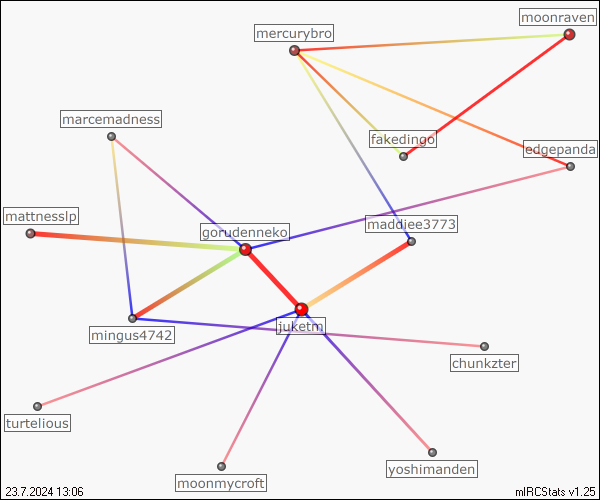 moonraven
mercurybro
marcemadness
fakedingo
edgepanda
mattnesslp
gorudenneko
maddiee3773
juketm
mingus4742
chunkzter
turtelious
moonmycroft
yoshimanden
23.7.2024 13:06
mIRCStats v1.25